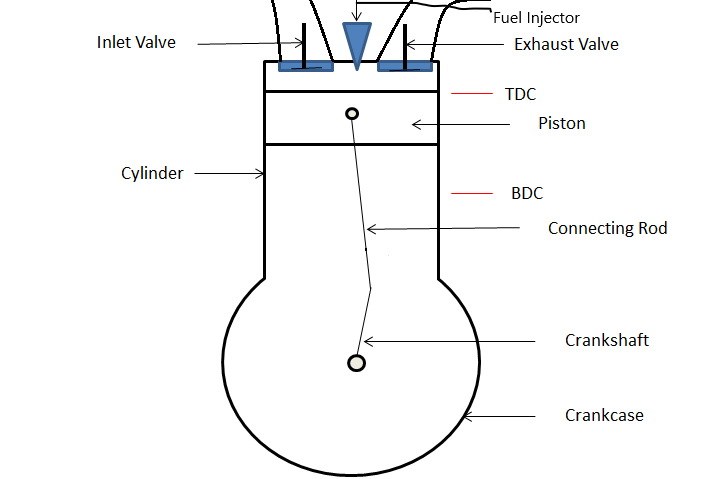 Fuel Injector
Inlet Valve
Exhaust Valve
TDC
Piston
Cylinder
BDC
Connecting Rod
Crankshaft
Crankcase